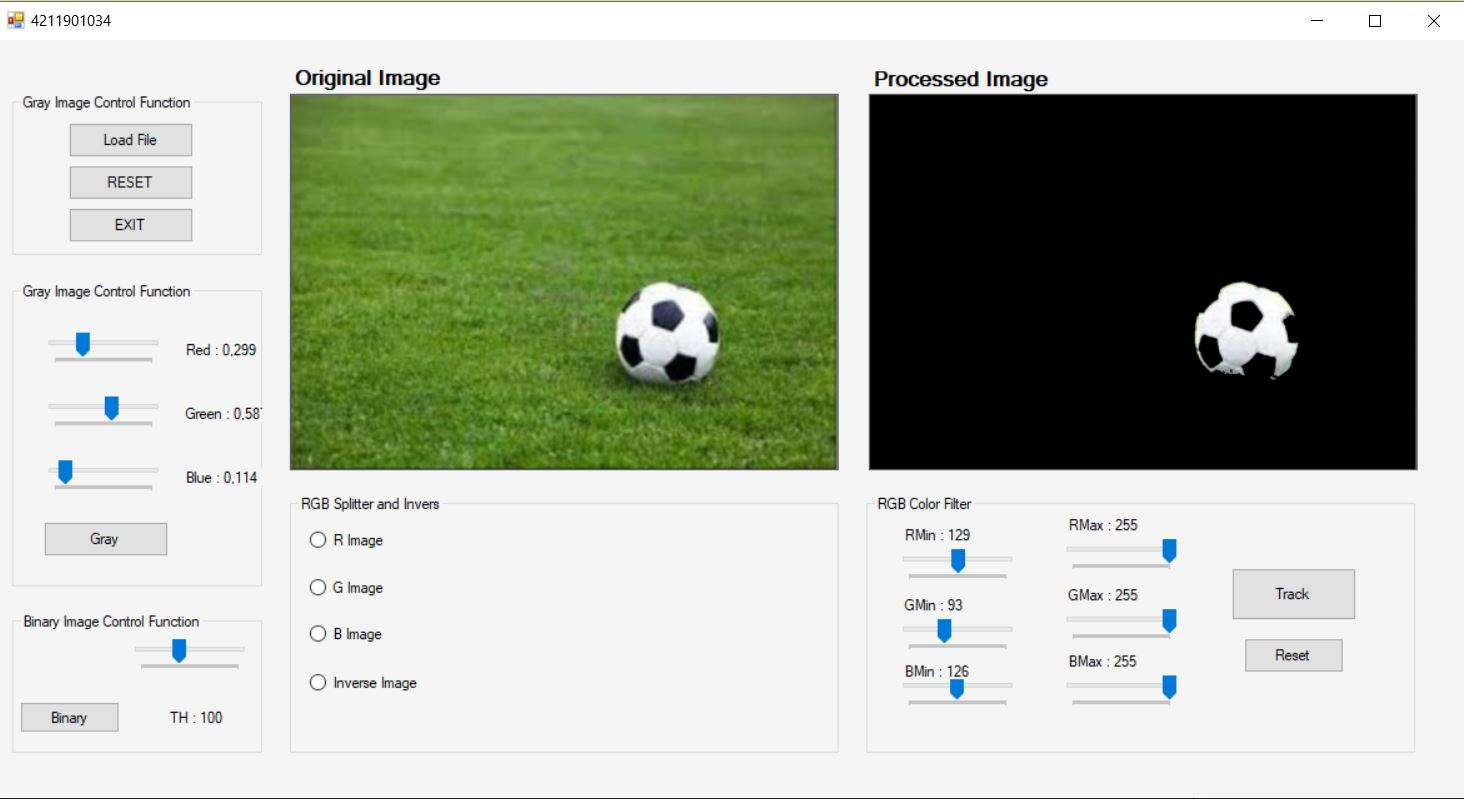 4211901034
Original Image
Processed Image
Gray Image Control Function
Load File
RESET
EXIT
Gray Image Control Function
Red : 0,299
Green : 0,587
Blue : 0,114
Gray
Binary Image Control Function
Binary
TH : 100
RGB Splitter and Invers
R Image
G Image
B Image
Inverse Image
RGB Color Filter
RMin : 129
RMax : 255
GMin : 93
GMax : 255
BMin : 126
BMax : 255
Track
Reset